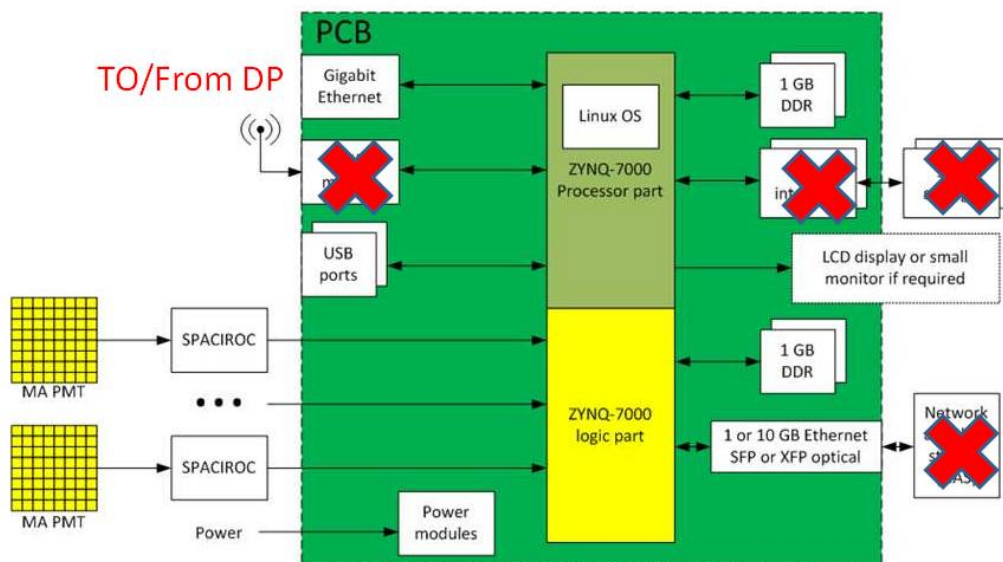 PCB
TO/From DP
Gigabit
Ethernet
Linux OS
1 GB
DDR
ZYNQ-7000
Processor part
USB
ports
LCD display or small
monitor if required
MA PMT
SPACIROC
1 GB
DDR
• • •
ZYNQ-7000
logic part
1 or 10 GB Ethernet
SFP or XFP optical
Network
MA PMT
SPACIROC
Power
Power
modules